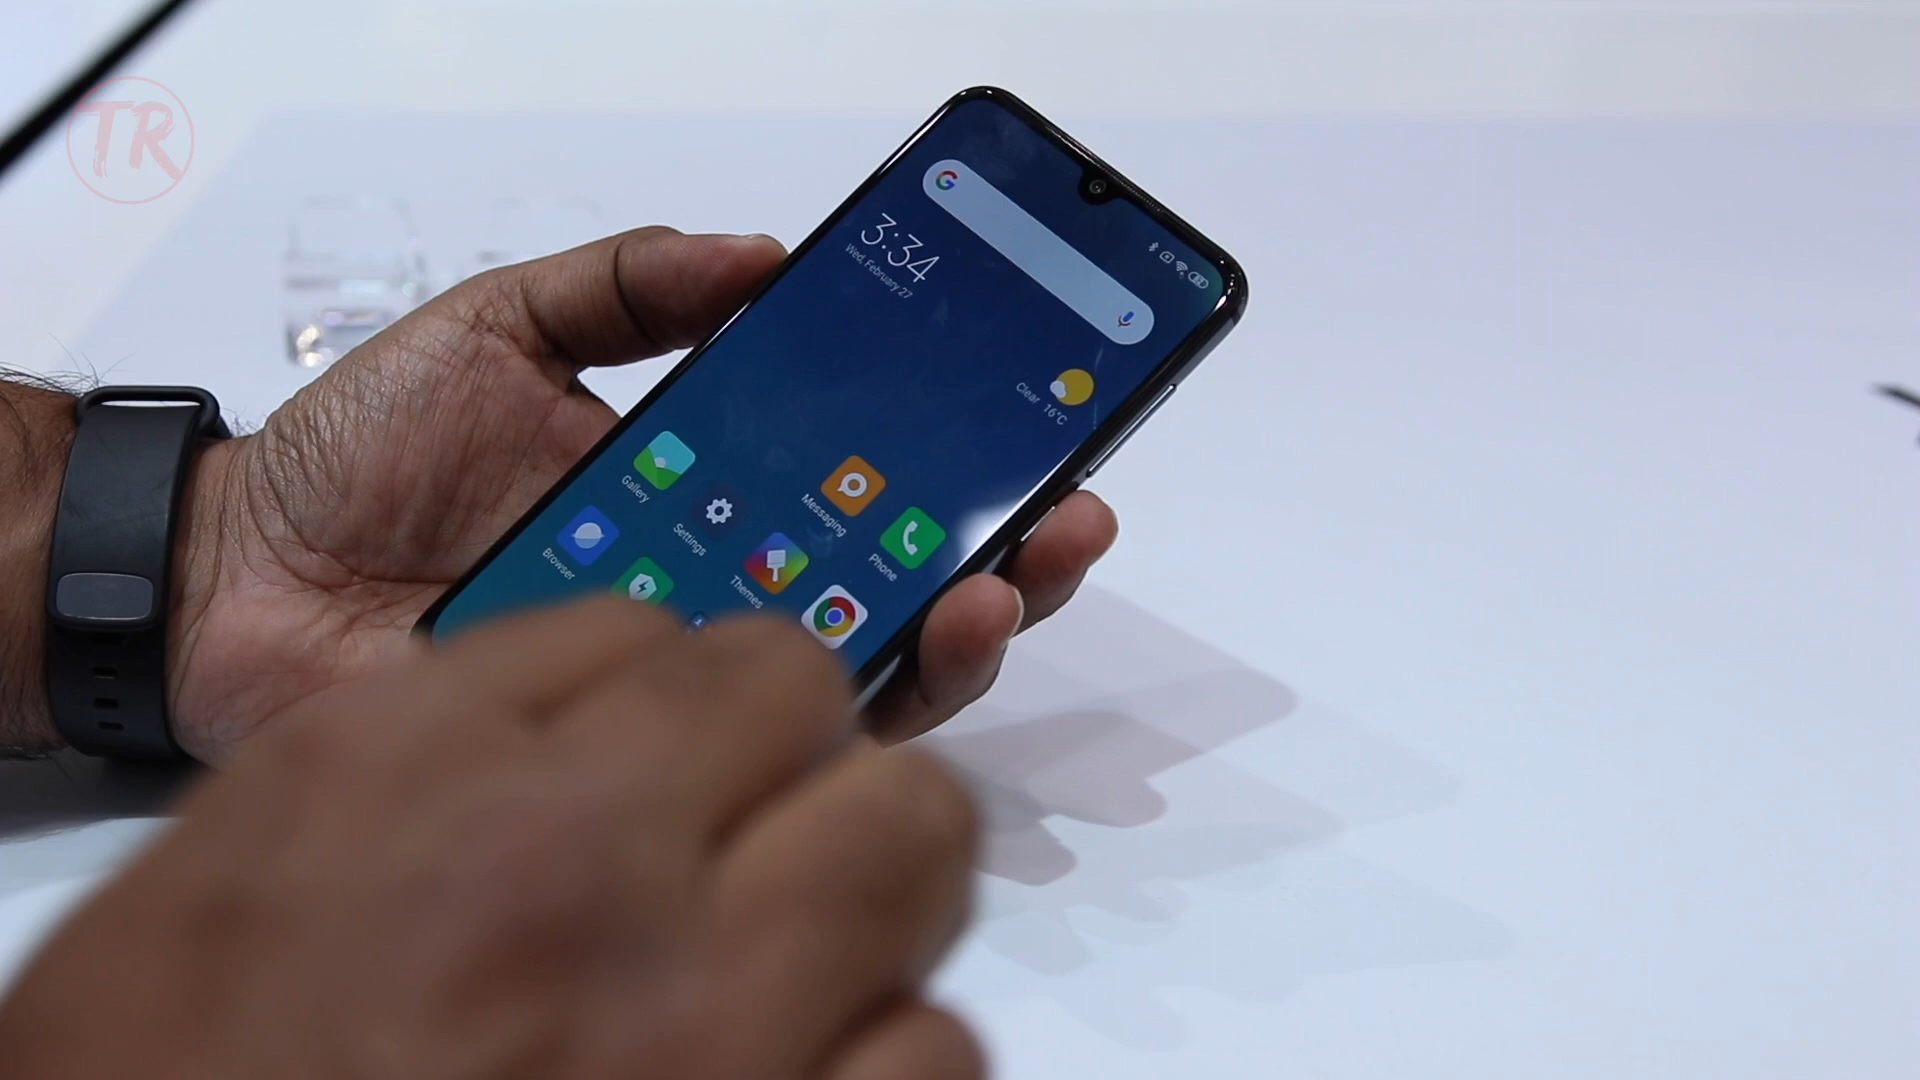 TR
G
3:34
Wed, February 27
Clear 16°C
Gallery
Settings
Messaging
Phone
Browser
Themes